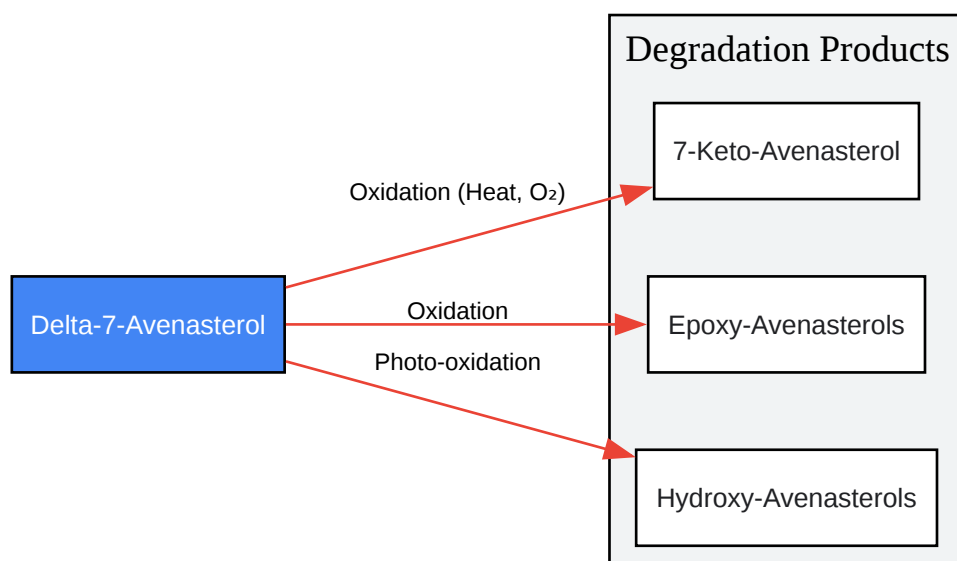 Degradation Products
7-Keto-Avenasterol
Oxidation (Heat, O₂)
Delta-7-Avenasterol
Oxidation
Epoxy-Avenasterols
Photo-oxidation
Hydroxy-Avenasterols